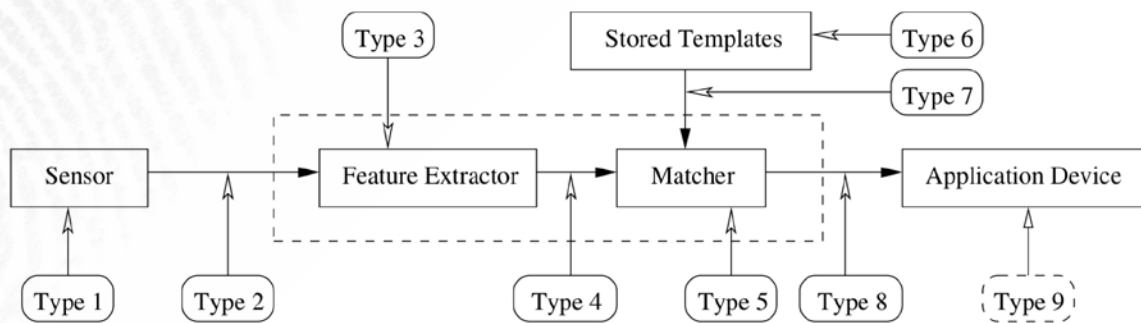 Type 3
Stored Templates
Type 6
Type 7
Sensor
Feature Extractor
Matcher
Application Device
Type 1
Type 2
Type 4
Type 5
Type 8
Type 9